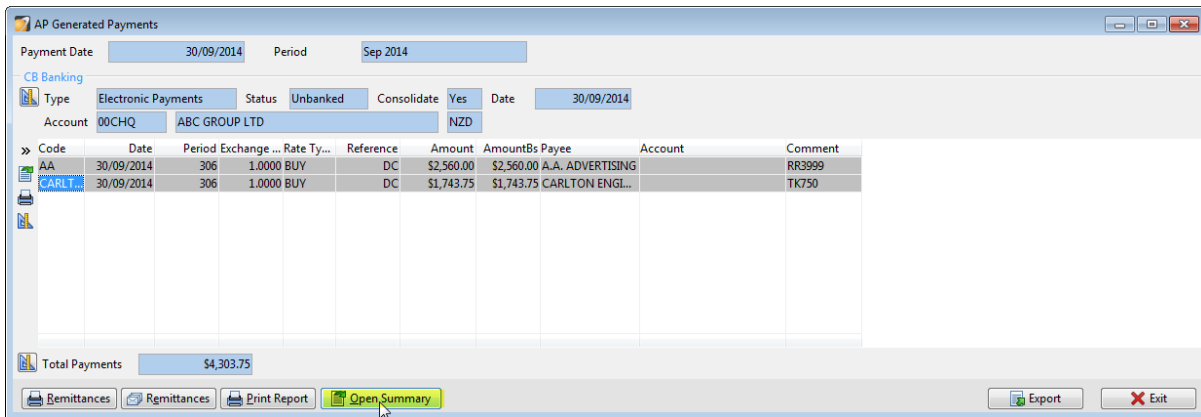 AP Generated Payments
Payment Date 30/09/2014 Period Sep 2014
CB Banking
Type Electronic Payments Status Unbanked Consolidate Yes Date 30/09/2014
Account 00CHQ ABC GROUP LTD NZD
» Code Date Period Exchange ... Rate Ty... Reference Amount AmountBs Payee Account Comment
AA 30/09/2014 306 1.0000 BUY DC $2,560.00 $2,560.00 A.A. ADVERTISING RR3999
CARLT... 30/09/2014 306 1.0000 BUY DC $1,743.75 $1,743.75 CARLTON ENGI... TK750
Total Payments $4,303.75
Remittances Remittances Print Report Open Summary Export Exit